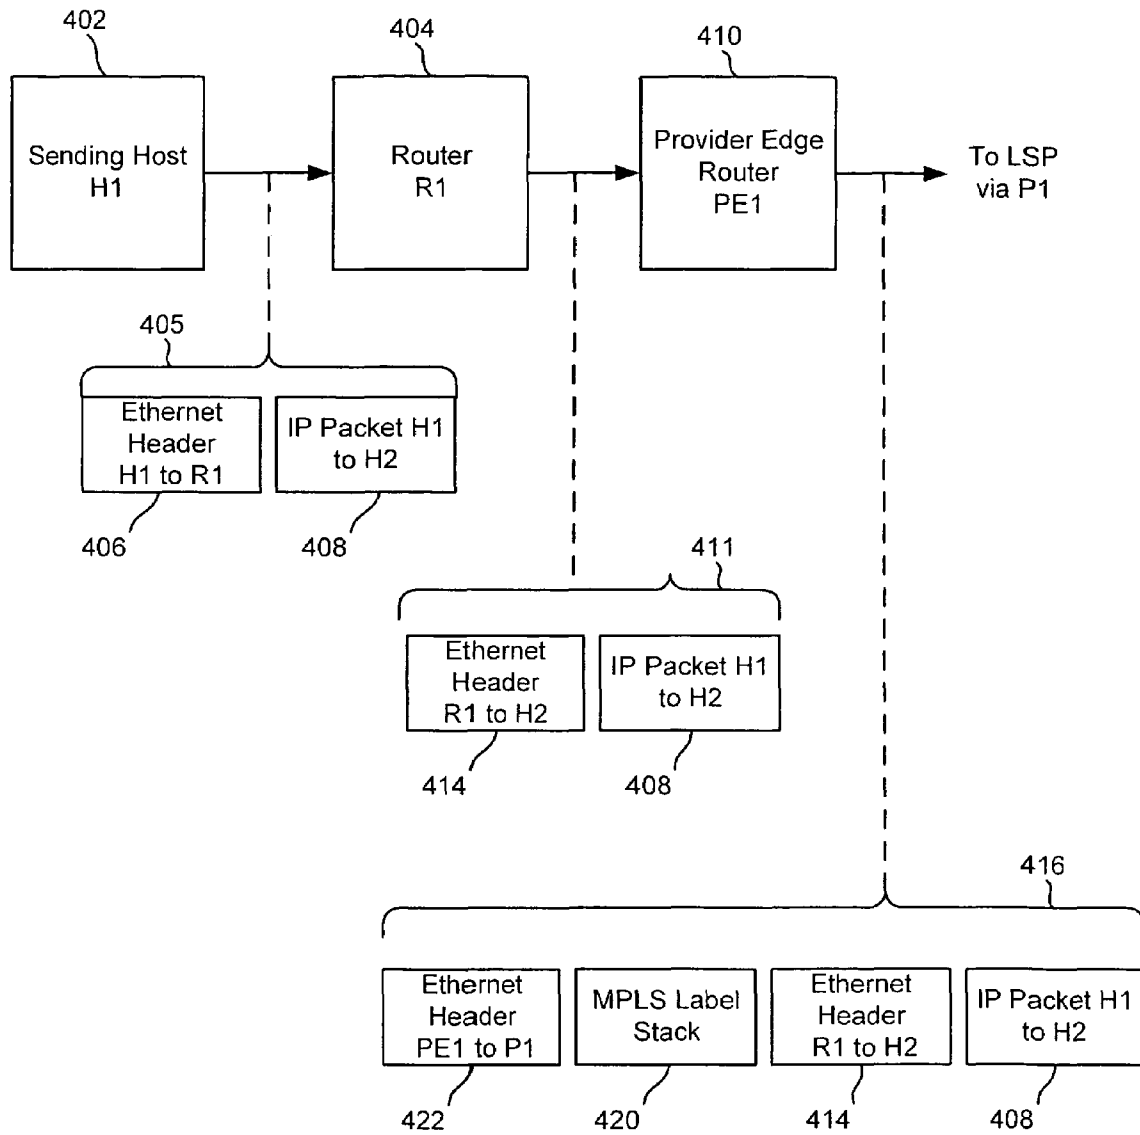 402
404
410
Sending Host
H1
Router
R1
Provider Edge
Router
PE1
To LSP
via P1
405
Ethernet
Header
H1 to R1
IP Packet H1
to H2
406
408
411
Ethernet
Header
R1 to H2
IP Packet H1
to H2
414
408
416
Ethernet
Header
PE1 to P1
MPLS Label
Stack
Ethernet
Header
R1 to H2
IP Packet H1
to H2
422
420
414
408